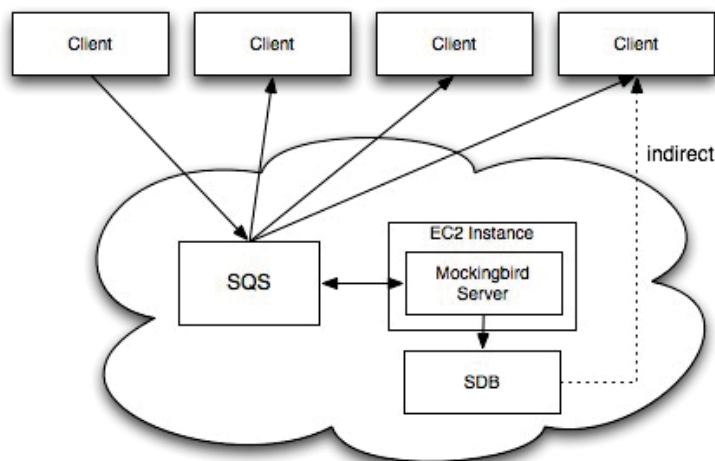 Client
Client
Client
Client
indirect
EC2 Instance
SQS
Mockingbird
Server
SDB